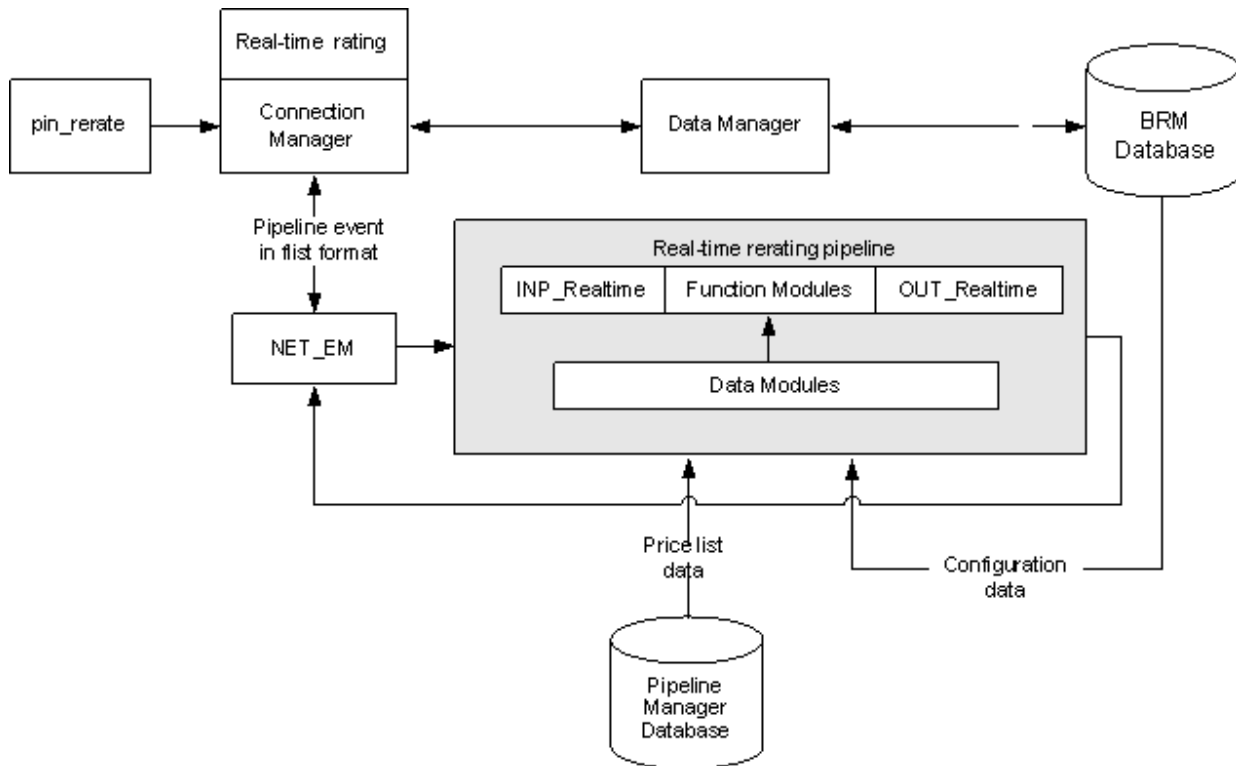 Real-time rating
pin_rerate
Connection
Manager
Data Manager
BRM
Database
Pipeline event
in flist format
Real-time rerating pipeline
INP_Realtime
Function Modules
OUT_Realtime
NET_EM
Data Modules
Price list
data
Configuration
data
Pipeline
Manager
Database